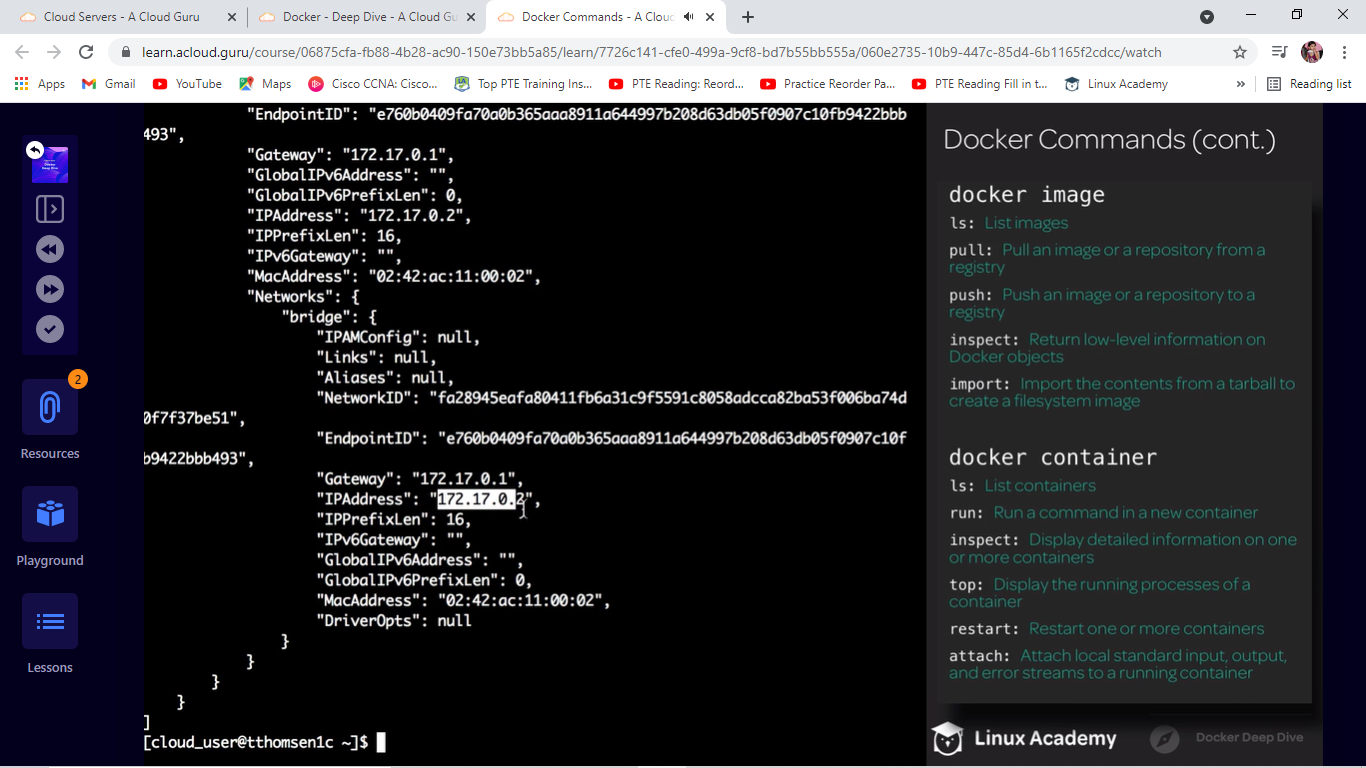 Cloud Servers - A Cloud Guru
Docker - Deep Dive - A Cloud Gu
Docker Commands - A Cloud
learn.acloud.guru/course/06875cfa-fb88-4b28-ac90-150e73bb5a85/learn/7726c141-cfe0-499a-9cf8-bd7b55bb555a/060e2735-10b9-447c-85d4-6b1165f2cdcc/watch
Apps
Gmail
YouTube
Maps
Cisco CCNA: Cisco...
Top PTE Training Ins...
PTE Reading: Reord...
Practice Reorder Pa...
PTE Reading Fill in t...
Linux Academy
»
Reading list
2
Resources
Playground
Lessons
"EndpointID": "e760b0409fa70a0b365aaa8911a644997b208d63db05f0907c10fb9422bbb
493",
"Gateway": "172.17.0.1",
"GlobalIPv6Address": "",
"GlobalIPv6PrefixLen": 0,
"IPAddress": "172.17.0.2",
"IPPrefixLen": 16,
"IPv6Gateway": "",
"MacAddress": "02:42:ac:11:00:02",
"Networks": {
"bridge": {
"IPAMConfig": null,
"Links": null,
"Aliases": null,
"NetworkID": "fa28945eafa80411fb6a31c9f5591c8058adcca82ba53f006ba74d
0f7f37be51",
"EndpointID": "e760b0409fa70a0b365aaa8911a644997b208d63db05f0907c10f
b9422bbb493",
"Gateway": "172.17.0.1",
"IPAddress": "172.17.0.2",
"IPPrefixLen": 16,
"IPv6Gateway": "",
"GlobalIPv6Address": "",
"GlobalIPv6PrefixLen": 0,
"MacAddress": "02:42:ac:11:00:02",
"DriverOpts": null
}
}
}
}
]
[cloud_user@tthomsen1c ~]$
Docker Commands (cont.)
docker image
ls: List images
pull: Pull an image or a repository from a
registry
push: Push an image or a repository to a
registry
inspect: Return low-level information on
Docker objects
import: Import the contents from a tarball to
create a filesystem image
docker container
ls: List containers
run: Run a command in a new container
inspect: Display detailed information on one
or more containers
top: Display the running processes of a
container
restart: Restart one or more containers
attach: Attach local standard input, output,
and error streams to a running container
Linux Academy
Docker Deep Dive